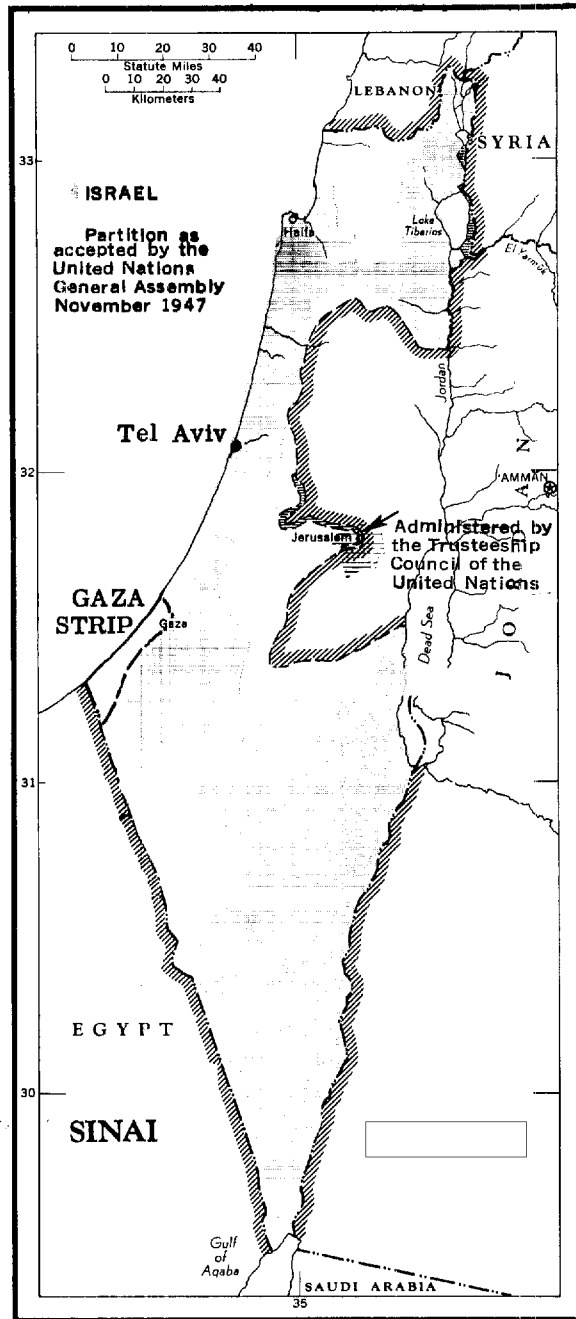 0 10 20 30 40
Statute Miles
0 10 20 30 40
Kilometers
LEBANON
SYRIA
33
ISRAEL
Haifa
Lake
Tiberias
Partition as
accepted by the
United Nations
General Assembly
November 1947
El Yarmūk
Jordan
Tel Aviv
32
'AMMAN
Jerusalem
Administered by
the Trusteeship
Council of the
United Nations
GAZA
STRIP
Gaza
Dead Sea
JORDAN
31
EGYPT
30
SINAI
Gulf
of
Aqaba
SAUDI ARABIA
35